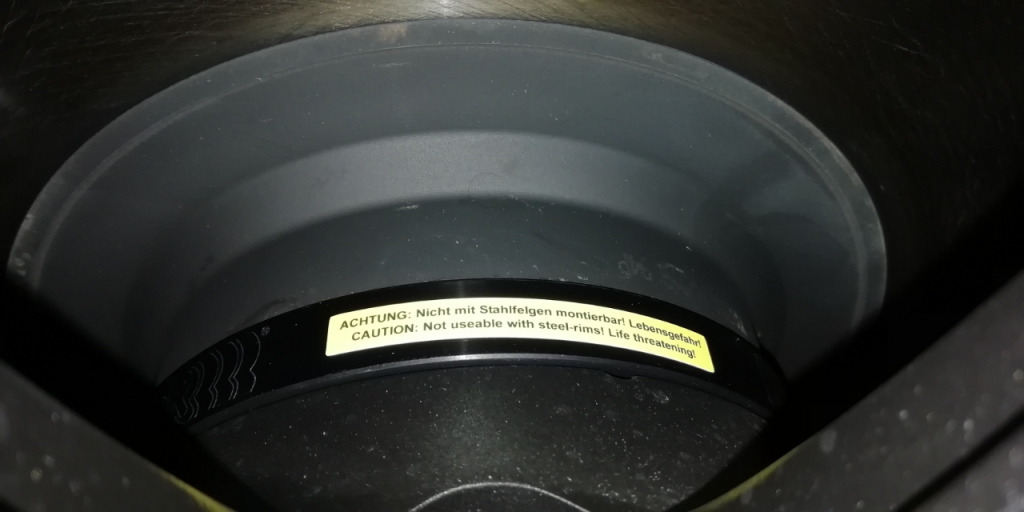 ACHTUNG: Nicht mit Stahlfelgen montierbar! Lebensgefahr!
CAUTION: Not useable with steel-rims! Life threatening!